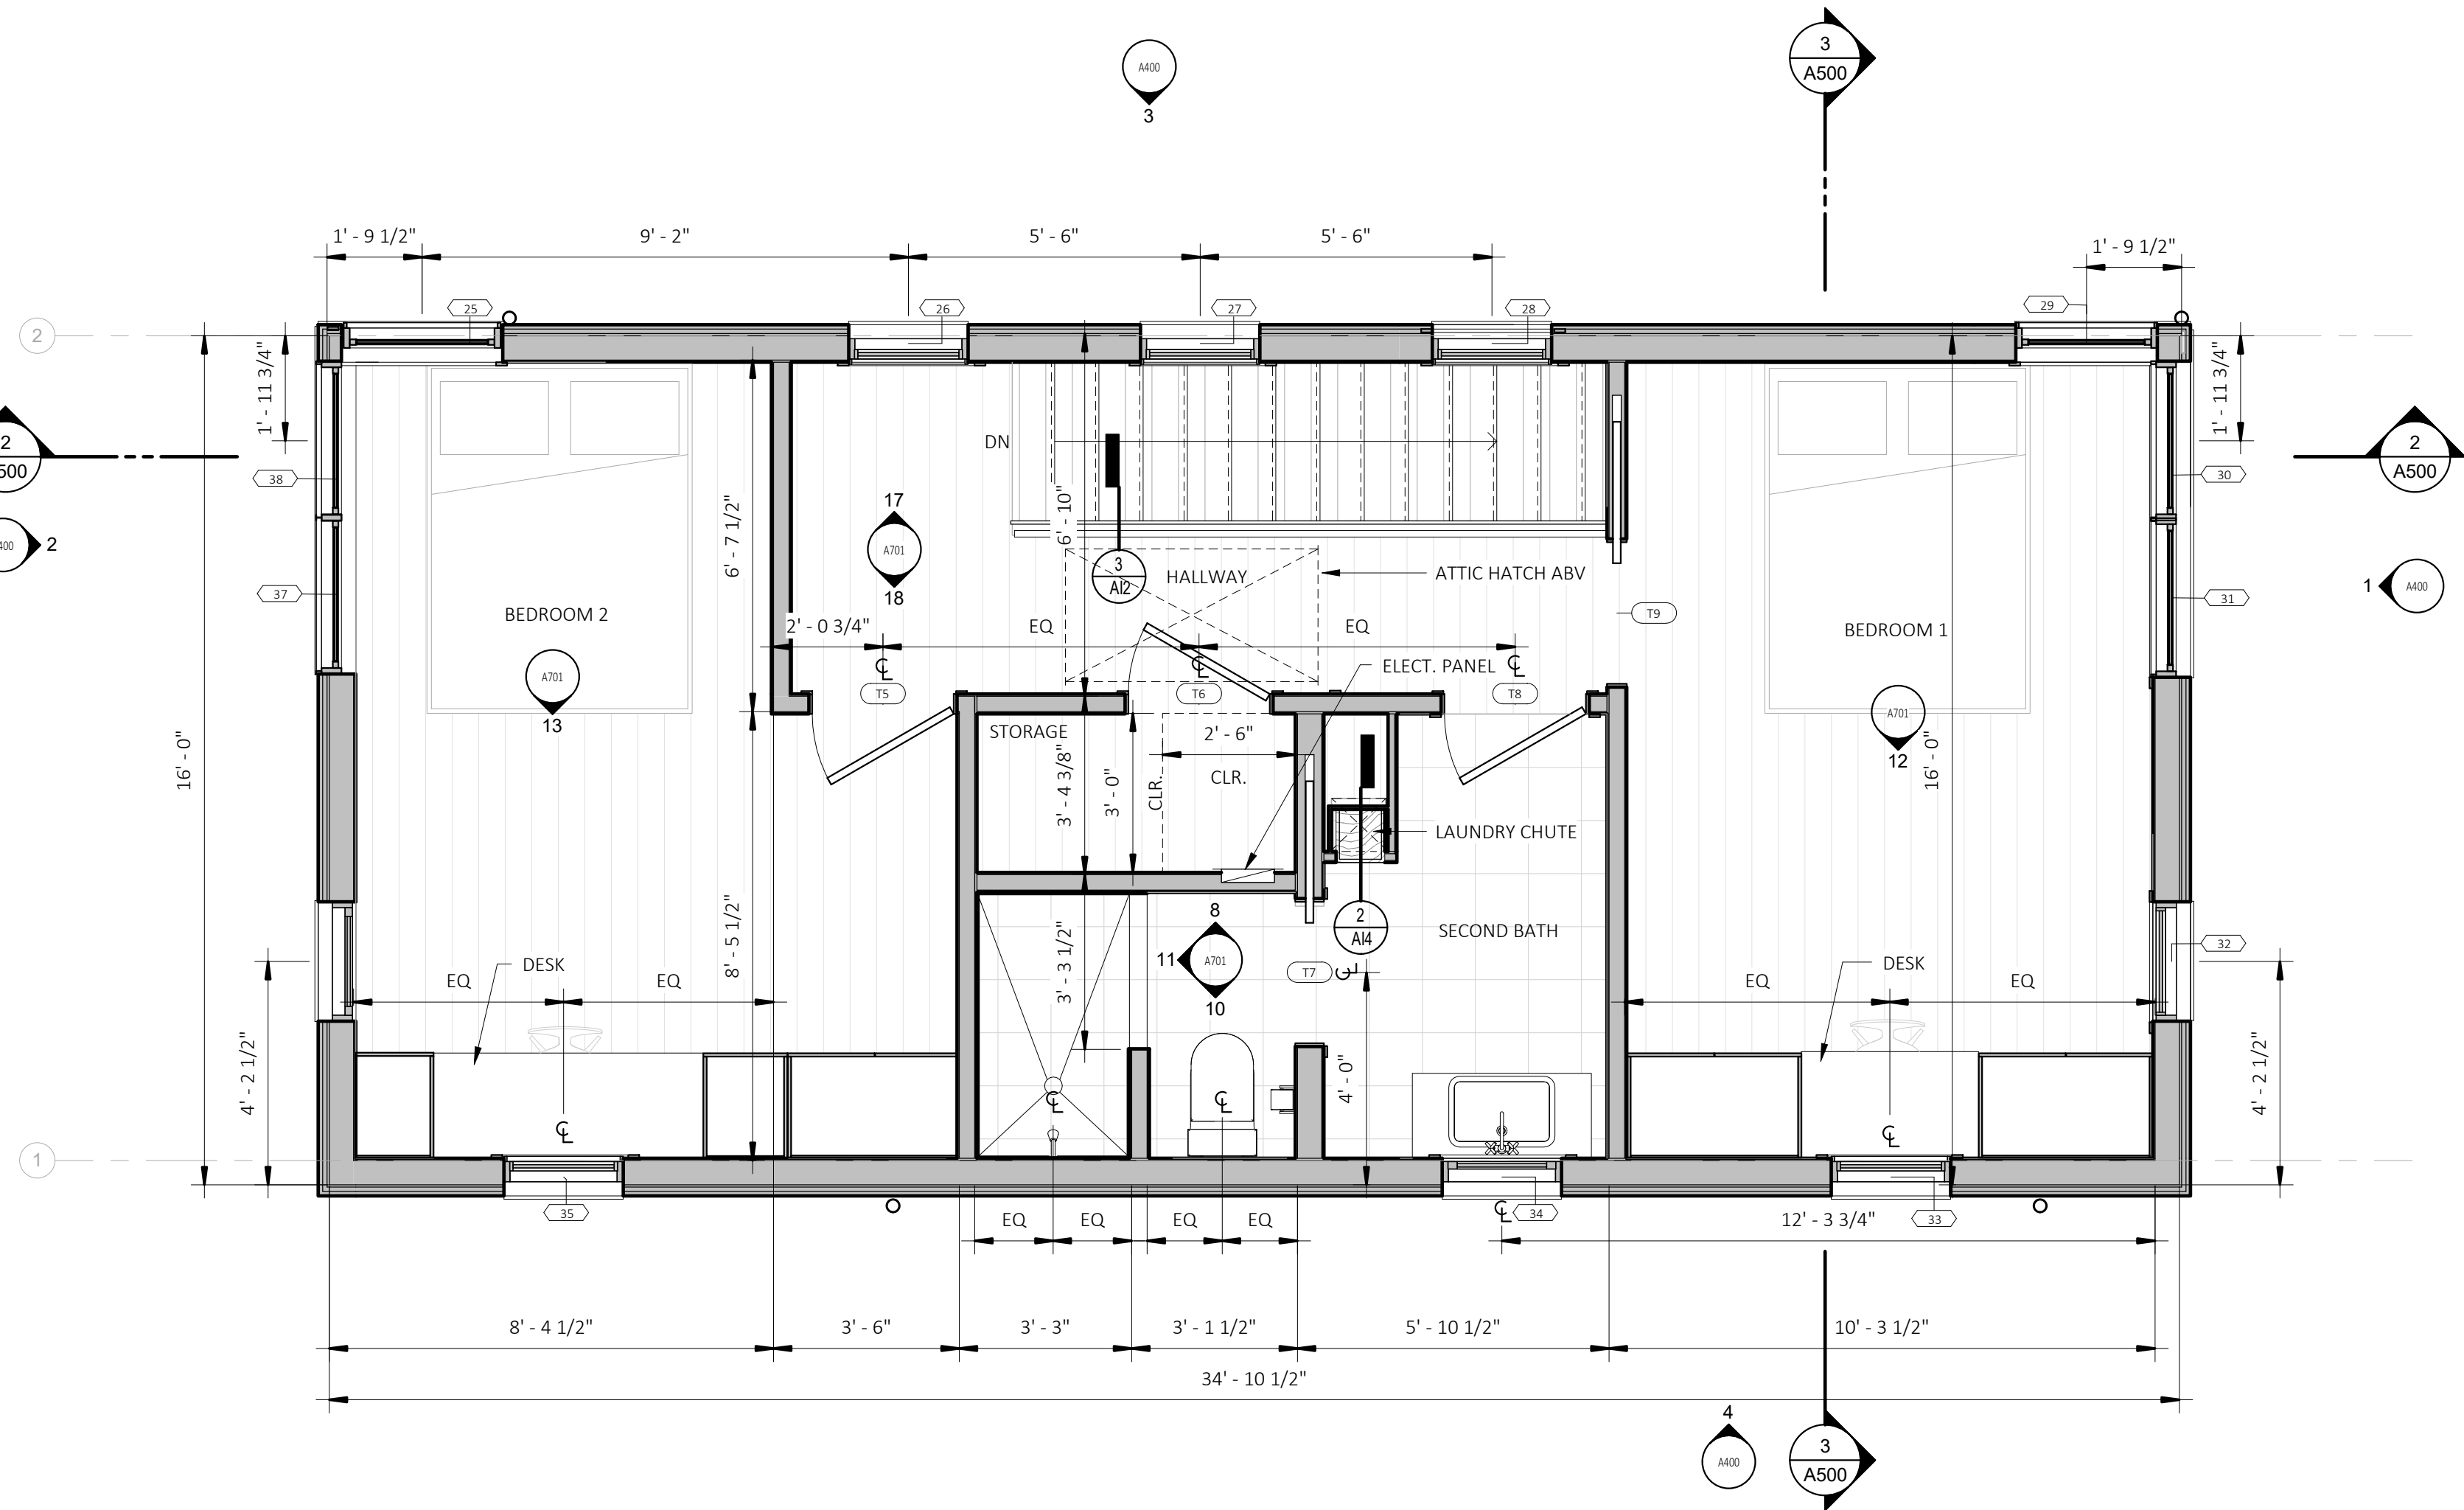 3
A500
A400
3
1' - 9 1/2"
9' - 2"
5' - 6"
5' - 6"
1' - 9 1/2"
25
26
27
28
29
2
1' - 11 3/4"
1' - 11 3/4"
DN
2
500
2
A500
38
30
6' - 10"
17
A701
18
6' - 7 1/2"
400
2
3
AI2
HALLWAY
ATTIC HATCH ABV
1
A400
37
31
BEDROOM 2
T9
BEDROOM 1
2' - 0 3/4"
EQ
EQ
ELECT. PANEL
T5
T6
T8
A701
13
A701
12
STORAGE
2' - 6"
CLR.
3' - 4 3/8"
3' - 0"
CLR.
16' - 0"
16' - 0"
LAUNDRY CHUTE
8' - 5 1/2"
3' - 3 1/2"
8
11
A701
10
2
AI4
SECOND BATH
32
T7
DESK
EQ
EQ
DESK
EQ
EQ
4' - 2 1/2"
4' - 0"
4' - 2 1/2"
1
35
EQ
EQ
EQ
EQ
34
12' - 3 3/4"
33
8' - 4 1/2"
3' - 6"
3' - 3"
3' - 1 1/2"
5' - 10 1/2"
10' - 3 1/2"
34' - 10 1/2"
4
A400
3
A500